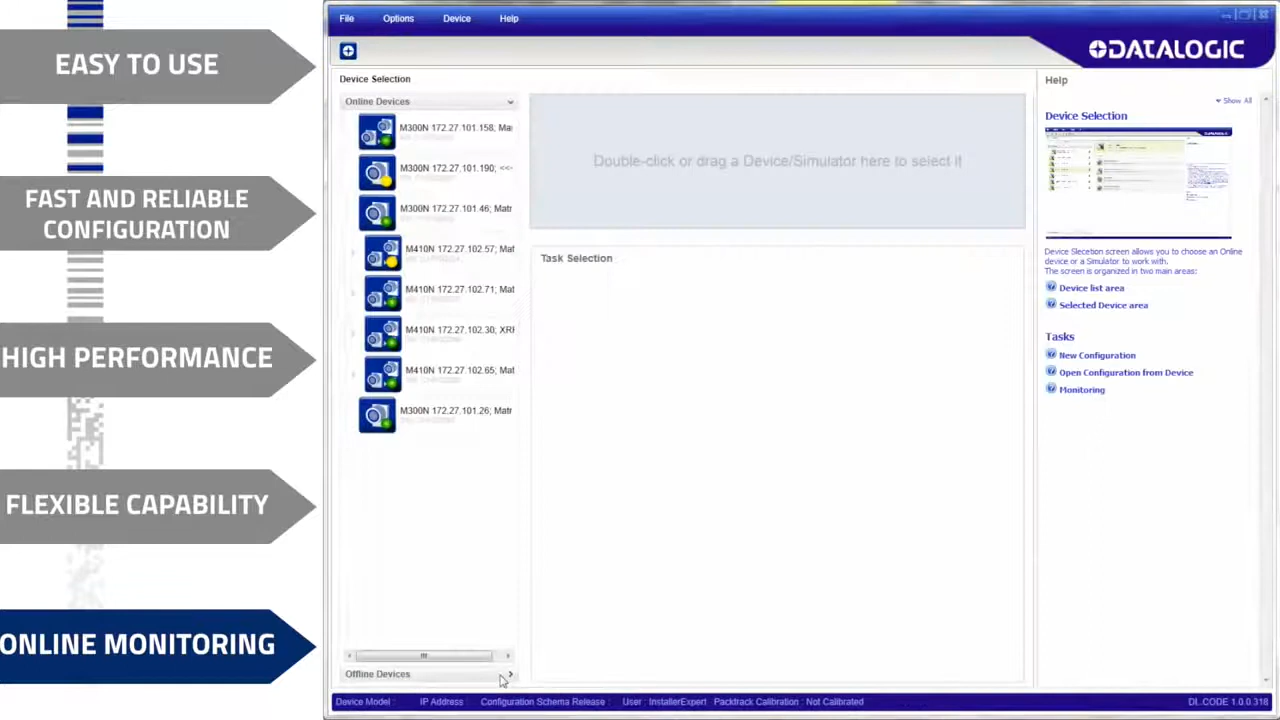 EASY TO USE
FAST AND RELIABLE
CONFIGURATION
HIGH PERFORMANCE
FLEXIBLE CAPABILITY
ONLINE MONITORING
File Options Device Help
DATALOGIC
Device Selection
Online Devices
M300N 172.27.101.158; Mat
M300N 172.27.101.190; <<-
M300N 172.27.101.46; Matr
M410N 172.27.102.57; Mat
M410N 172.27.102.71; Mat
M410N 172.27.102.30; XRF
M410N 172.27.102.65; Mat
M300N 172.27.101.26; Matr
Offline Devices
Double-click or drag a Device/Simulator here to select
Task Selection
Help
Show All
Device Selection
Device Slecetion screen allows you to choose an Online
device or a Simulator to work with.
The screen is organized in two main areas:
Device list area
Selected Device area
Tasks
New Configuration
Open Configuration from Device
Monitoring
Device Model : IP Address : Configuration Schema Release : User : InstallerExpert Packtrack Calibration : Not Calibrated DL.CODE 1.0.0.318